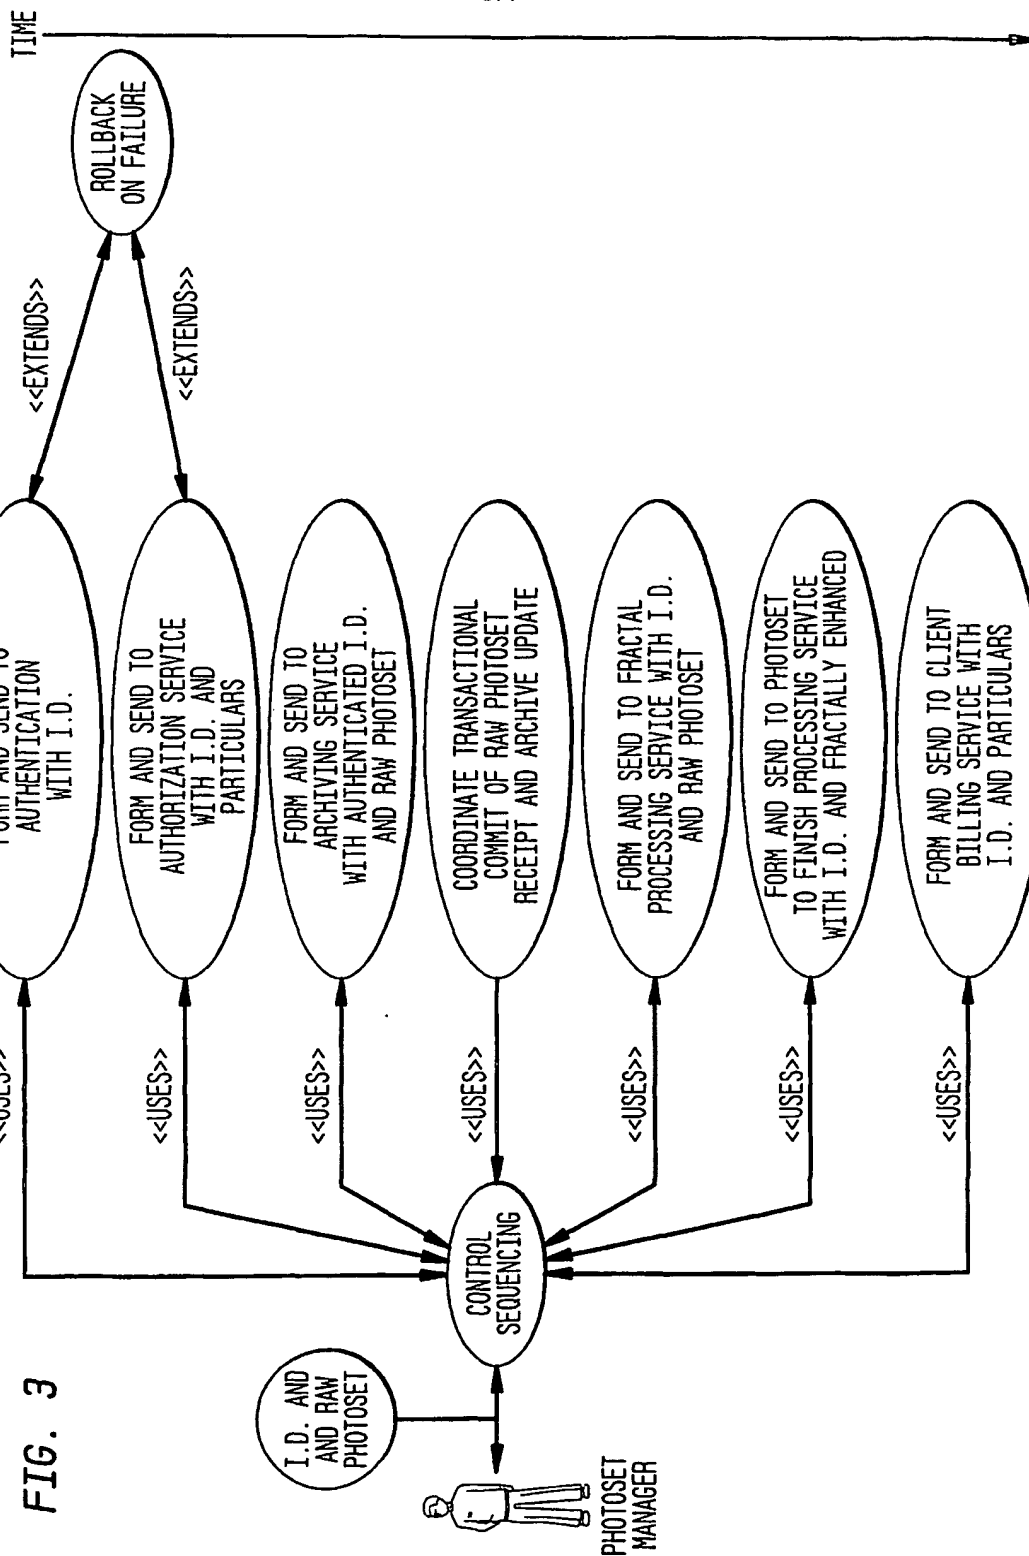 FIG. 3
TIME
PHOTOSET
MANAGER
I.D. AND
AND RAW
PHOTOSET
CONTROL
SEQUENCING
<<USES>>
AUTHENTICATION
WITH I.D.
<<USES>>
FORM AND SEND TO
AUTHORIZATION SERVICE
WITH I.D. AND
PARTICULARS
<<USES>>
FORM AND SEND TO
ARCHIVING SERVICE
WITH AUTHENTICATED I.D.
AND RAW PHOTOSET
<<USES>>
COORDINATE TRANSACTIONAL
COMMIT OF RAW PHOTOSET
RECEIPT AND ARCHIVE UPDATE
<<USES>>
FORM AND SEND TO FRACTAL
PROCESSING SERVICE WITH I.D.
AND RAW PHOTOSET
<<USES>>
FORM AND SEND TO PHOTOSET
TO FINISH PROCESSING SERVICE
WITH I.D. AND FRACTALLY ENHANCED
<<USES>>
FORM AND SEND TO CLIENT
BILLING SERVICE WITH
I.D. AND PARTICULARS
<<EXTENDS>>
<<EXTENDS>>
ROLLBACK
ON FAILURE